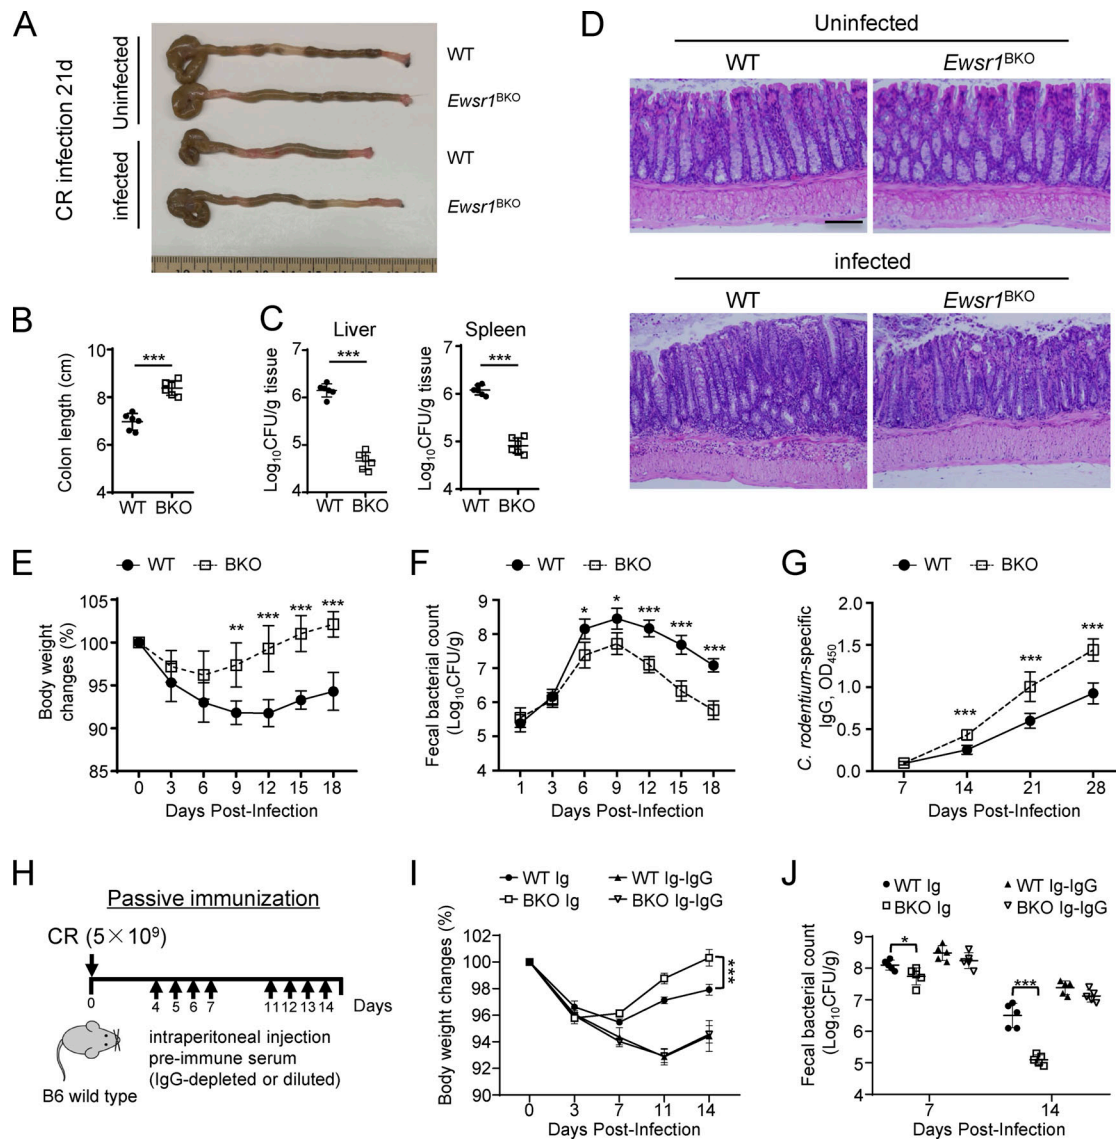 A
CR infection 21d
Uninfected
infected
WT
Ewsr1BKO
WT
Ewsr1BKO
B
Colon length (cm)
10
8
6
4
***
WT BKO
C
Liver
Log10CFU/g tissue
7
6
5
4
***
WT BKO
Spleen
Log10CFU/g tissue
7
6
5
4
***
WT BKO
D
Uninfected
WT
Ewsr1BKO
infected
WT
Ewsr1BKO
E
WT BKO
Body weight
changes (%)
105
100
95
90
85
** *** *** ***
0 3 6 9 12 15 18
Days Post-Infection
F
WT BKO
Fecal bacterial count
(Log10CFU/g)
9
8
7
6
5
4
* * *** *** ***
1 3 6 9 12 15 18
Days Post-Infection
G
WT BKO
C. rodentium-specific
IgG, OD450
2.0
1.5
1.0
0.5
0.0
*** *** ***
7 14 21 28
Days Post-Infection
H
Passive immunization
CR (5×10⁹)
0 4 5 6 7 11 12 13 14 Days
intraperitoneal injection
pre-immune serum
(IgG-depleted or diluted)
B6 wild type
I
WT Ig WT Ig-IgG
BKO Ig BKO Ig-IgG
Body weight changes (%)
102
100
98
96
94
92
90
***
0 3 7 11 14
Days Post-Infection
J
WT Ig WT Ig-IgG
BKO Ig BKO Ig-IgG
Fecal bacterial count
(Log10CFU/g)
9
8
7
6
5
4
* ***
7 14
Days Post-Infection